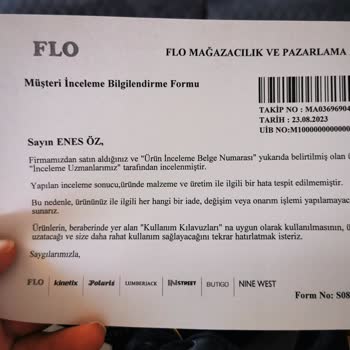 FLO
FLO MAĞAZACILIK VE PAZARLAMA
Müşteri İnceleme Bilgilendirme Formu
TAKİP NO : MA03696904
TARİH : 23.08.2023
UİB NO:M1000000000000
Sayın ENES ÖZ,
Firmamızdan satın aldığınız ve "Ürün İnceleme Belge Numarası" yukarıda belirtilmiş olan ü
"İnceleme Uzmanlarımız" tarafından incelenmiştir.
Yapılan inceleme sonucu,üründe malzeme ve üretim ile ilgili bir hata tespit edilmemiştir.
Bu nedenle, ürününüz ile ilgili her hangi bir iade, değişim veya onarım işlemi yapılamayac
sunarız.
Ürünlerin, beraberinde yer alan "Kullanım Kılavuzları" na uygun olarak kullanılmasının, ü
uzatacağı ve size daha rahat kullanım sağlayacağını tekrar hatırlatmak isteriz.
Saygılarımızla,
FLO kinetix Polaris LUMBERJACK INSTREET BUTIGO NINE WEST
Form No: S08